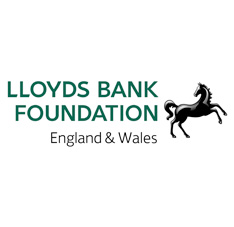 LLOYDS BANK
FOUNDATION
England & Wales